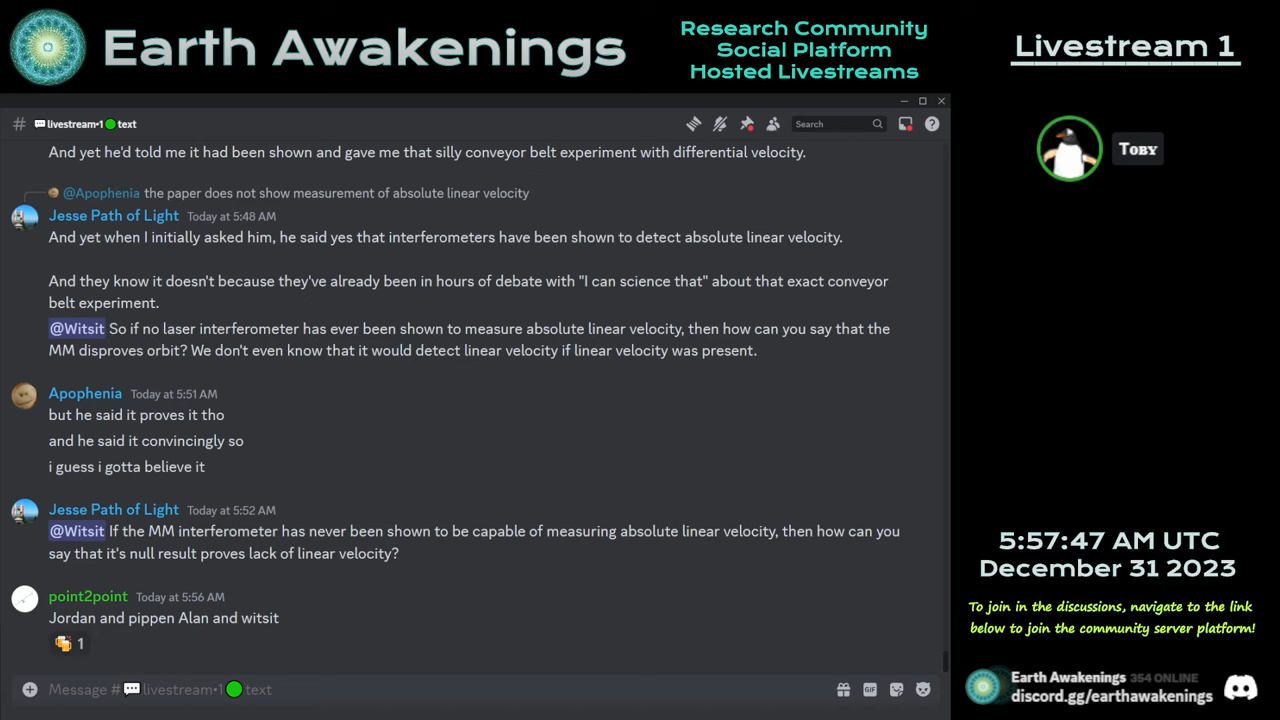 Earth Awakenings
Research Community
Social Platform
Hosted Livestreams
Livestream 1
# 💬livestream•1🟢text
Search
And yet he'd told me it had been shown and gave me that silly conveyor belt experiment with differential velocity.
@Apophenia the paper does not show measurement of absolute linear velocity
Jesse Path of Light Today at 5:48 AM
And yet when I initially asked him, he said yes that interferometers have been shown to detect absolute linear velocity.
And they know it doesn't because they've already been in hours of debate with "I can science that" about that exact conveyor
belt experiment.
@Witsit So if no laser interferometer has ever been shown to measure absolute linear velocity, then how can you say that the
MM disproves orbit? We don't even know that it would detect linear velocity if linear velocity was present.
Apophenia Today at 5:51 AM
but he said it proves it tho
and he said it convincingly so
i guess i gotta believe it
Jesse Path of Light Today at 5:52 AM
@Witsit If the MM interferometer has never been shown to be capable of measuring absolute linear velocity, then how can you
say that it's null result proves lack of linear velocity?
point2point Today at 5:56 AM
Jordan and pippen Alan and witsit
1
Message #💬livestream•1🟢text
GIF
Toby
5:57:47 AM UTC
December 31 2023
To join in the discussions, navigate to the link
below to join the community server platform!
Earth Awakenings 354 ONLINE
discord.gg/earthawakenings